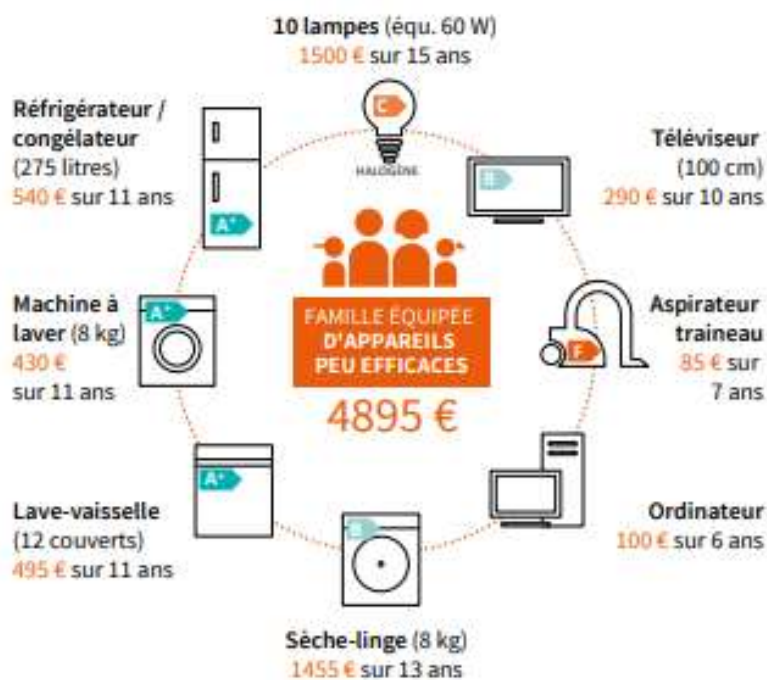 10 lampes (équ. 60 W)
1500 € sur 15 ans
C
HALOGÈNE
Téléviseur
(100 cm)
290 € sur 10 ans
B
Aspirateur
traineau
85 € sur
7 ans
F
Ordinateur
100 € sur 6 ans
Sèche-linge (8 kg)
1455 € sur 13 ans
B
Lave-vaisselle
(12 couverts)
495 € sur 11 ans
A+
Machine à
laver (8 kg)
430 €
sur 11 ans
A+
Réfrigérateur /
congélateur
(275 litres)
540 € sur 11 ans
A+
FAMILLE ÉQUIPÉE
D'APPAREILS
PEU EFFICACES
4895 €